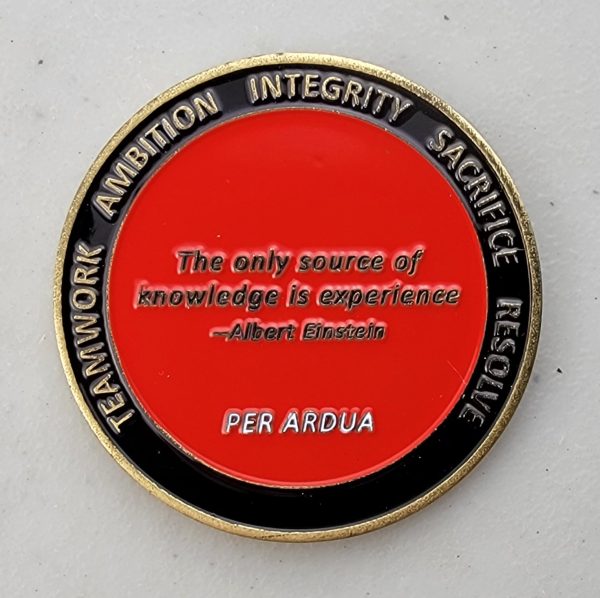 TEAMWORK AMBITION INTEGRITY SACRIFICE RESOLVE
The only source of
knowledge is experience
—Albert Einstein
PER ARDUA